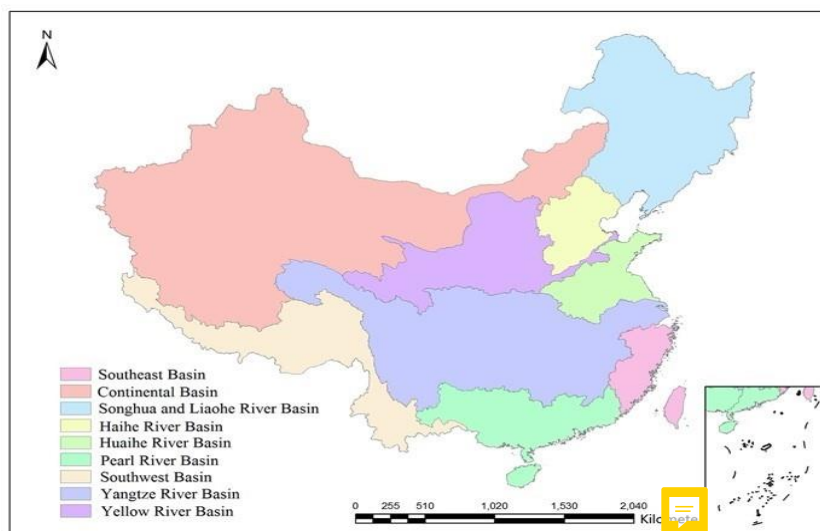 N
Southeast Basin
Continental Basin
Songhua and Liaohe River Basin
Haihe River Basin
Huaihe River Basin
Pearl River Basin
Southwest Basin
Yangtze River Basin
Yellow River Basin
0 255 510 1,020 1,530 2,040